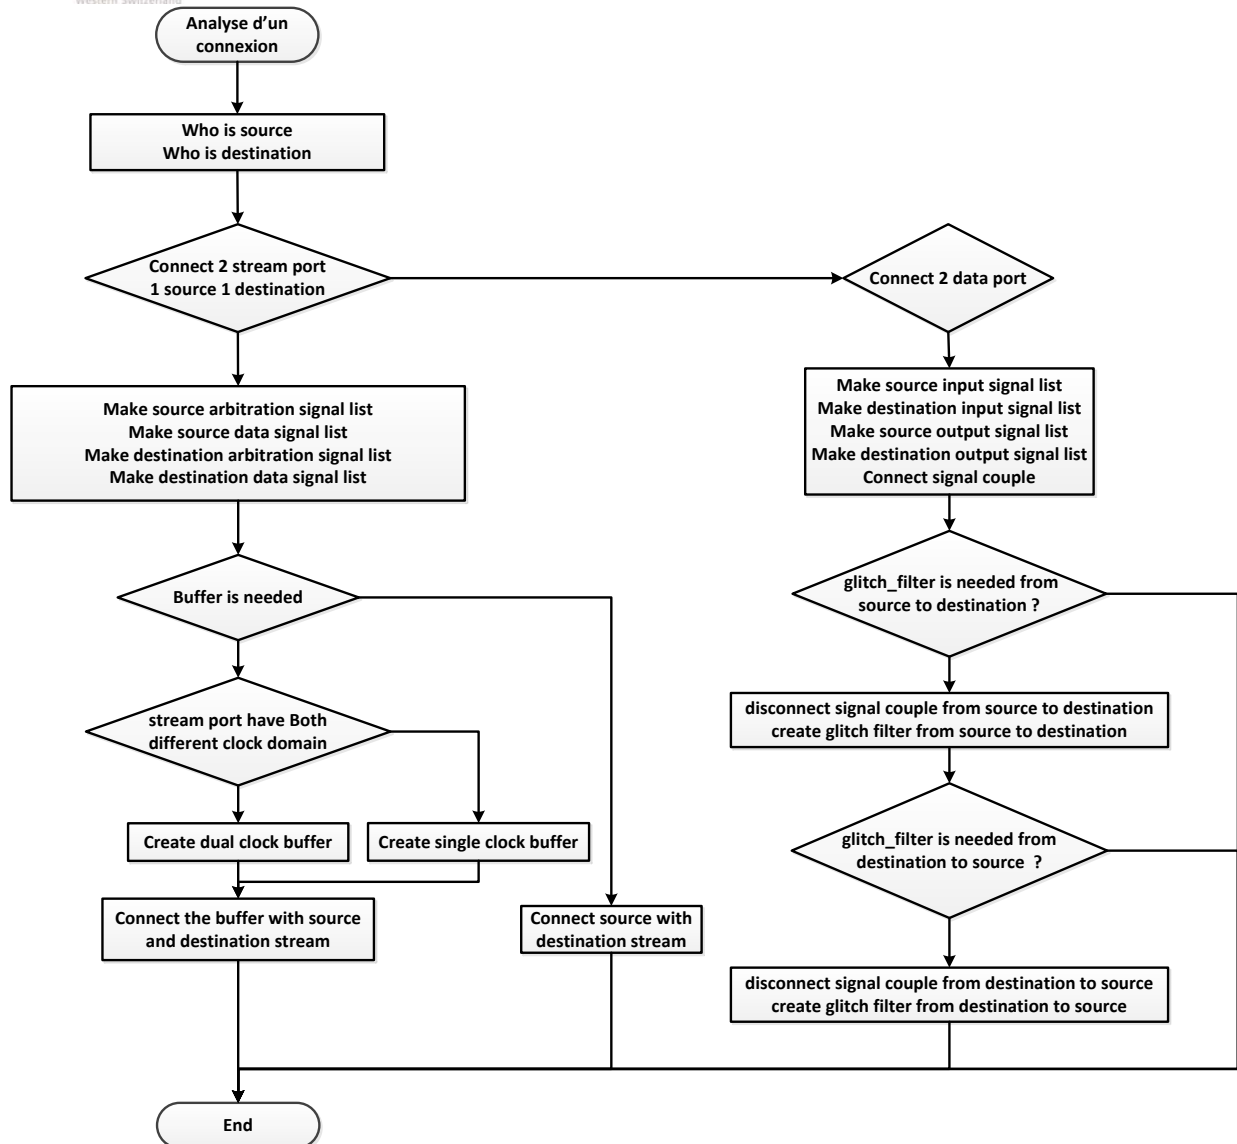 Western Switzerland
Analyse d'un
connexion
Who is source
Who is destination
Connect 2 stream port
1 source 1 destination
Connect 2 data port
Make source arbitration signal list
Make source data signal list
Make destination arbitration signal list
Make destination data signal list
Make source input signal list
Make destination input signal list
Make source output signal list
Make destination output signal list
Connect signal couple
Buffer is needed
glitch_filter is needed from
source to destination ?
stream port have Both
different clock domain
disconnect signal couple from source to destination
create glitch filter from source to destination
Create dual clock buffer
Create single clock buffer
glitch_filter is needed from
destination to source ?
Connect the buffer with source
and destination stream
Connect source with
destination stream
disconnect signal couple from destination to source
create glitch filter from destination to source
End